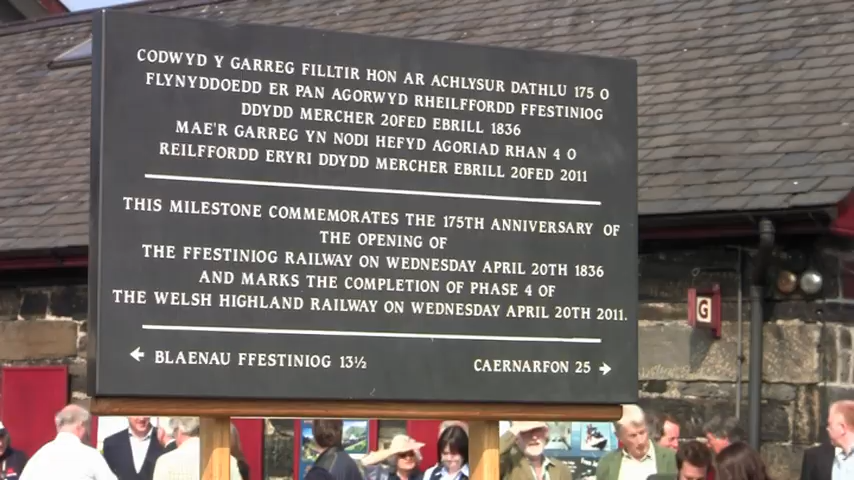 CODWYD Y GARREG FILLTIR HON AR ACHLYSUR DATHLU 175 O
FLYNYDDOEDD ER PAN AGORWYD RHEILFFORDD FFESTINIOG
DDYDD MERCHER 20FED EBRILL 1836
MAE'R GARREG YN NODI HEFYD AGORIAD RHAN 4 O
REILFFORDD ERYRI DDYDD MERCHER EBRILL 20FED 2011
THIS MILESTONE COMMEMORATES THE 175TH ANNIVERSARY OF
THE OPENING OF
THE FFESTINIOG RAILWAY ON WEDNESDAY APRIL 20TH 1836
AND MARKS THE COMPLETION OF PHASE 4 OF
THE WELSH HIGHLAND RAILWAY ON WEDNESDAY APRIL 20TH 2011.
← BLAENAU FFESTINIOG 13½
CAERNARFON 25 →
G